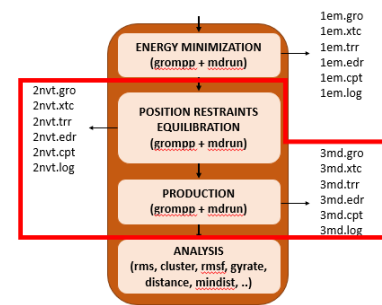 1em.gro
1em.xtc
1em.trr
1em.edr
1em.cpt
1em.log
ENERGY MINIMIZATION
(grompp + mdrun)
2nvt.gro
2nvt.xtc
2nvt.trr
2nvt.edr
2nvt.cpt
2nvt.log
POSITION RESTRAINTS
EQUILIBRATION
(grompp + mdrun)
3md.gro
3md.xtc
3md.trr
3md.edr
3md.cpt
3md.log
PRODUCTION
(grompp + mdrun)
ANALYSIS
(rms, cluster, rmsf, gyrate,
distance, mindist, ..)